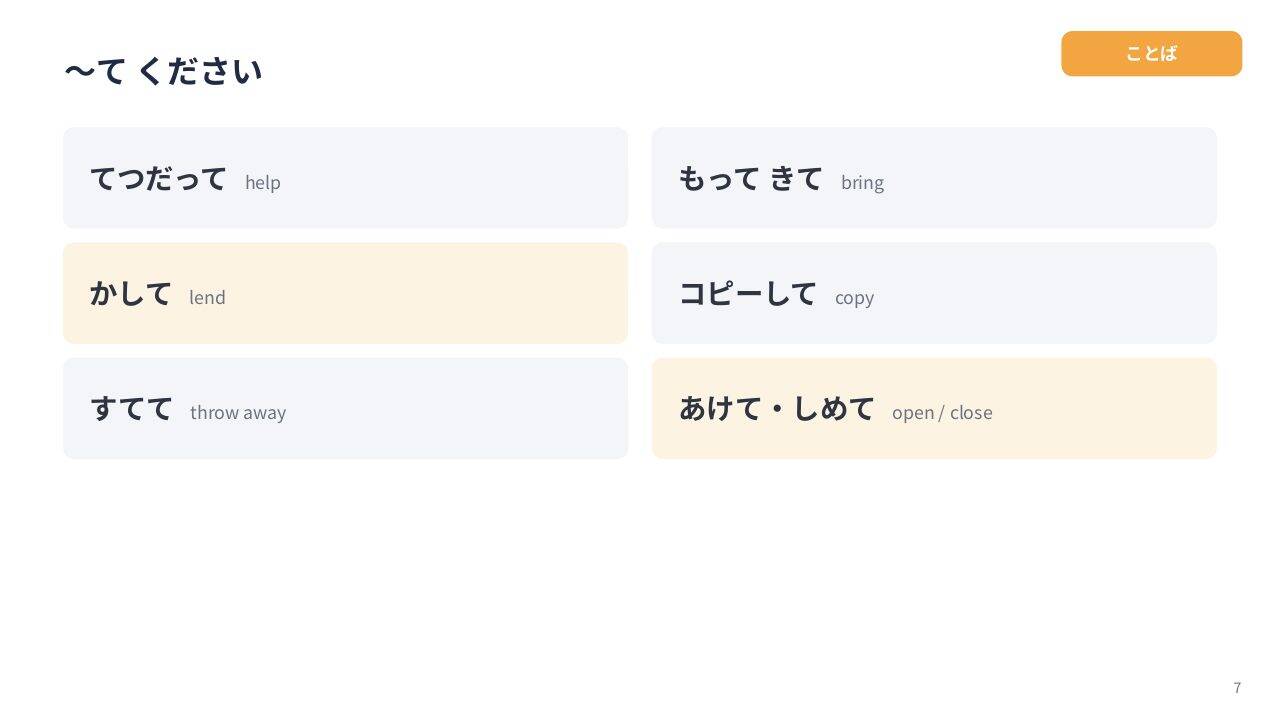 〜て ください
ことば
てつだって help
もって きて bring
かして lend
コピーして copy
すてて throw away
あけて・しめて open / close
7